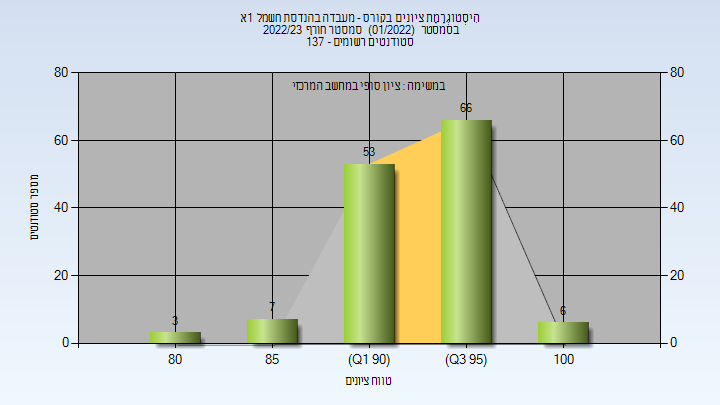 היסטוגרמת ציונים בקורס - מעבדה בהנדסת חשמל 1א
בסמסטר (01/2022) סמסטר חורף 2022/23
סטודנטים רשומים - 137
במשימה : ציון סופי במחשב המרכזי
80 80
66
60 60
53
מספר סטודנטים
40 40
20 20
7
6
3
0 0
80 85 (Q1 90) (Q3 95) 100
טווח ציונים